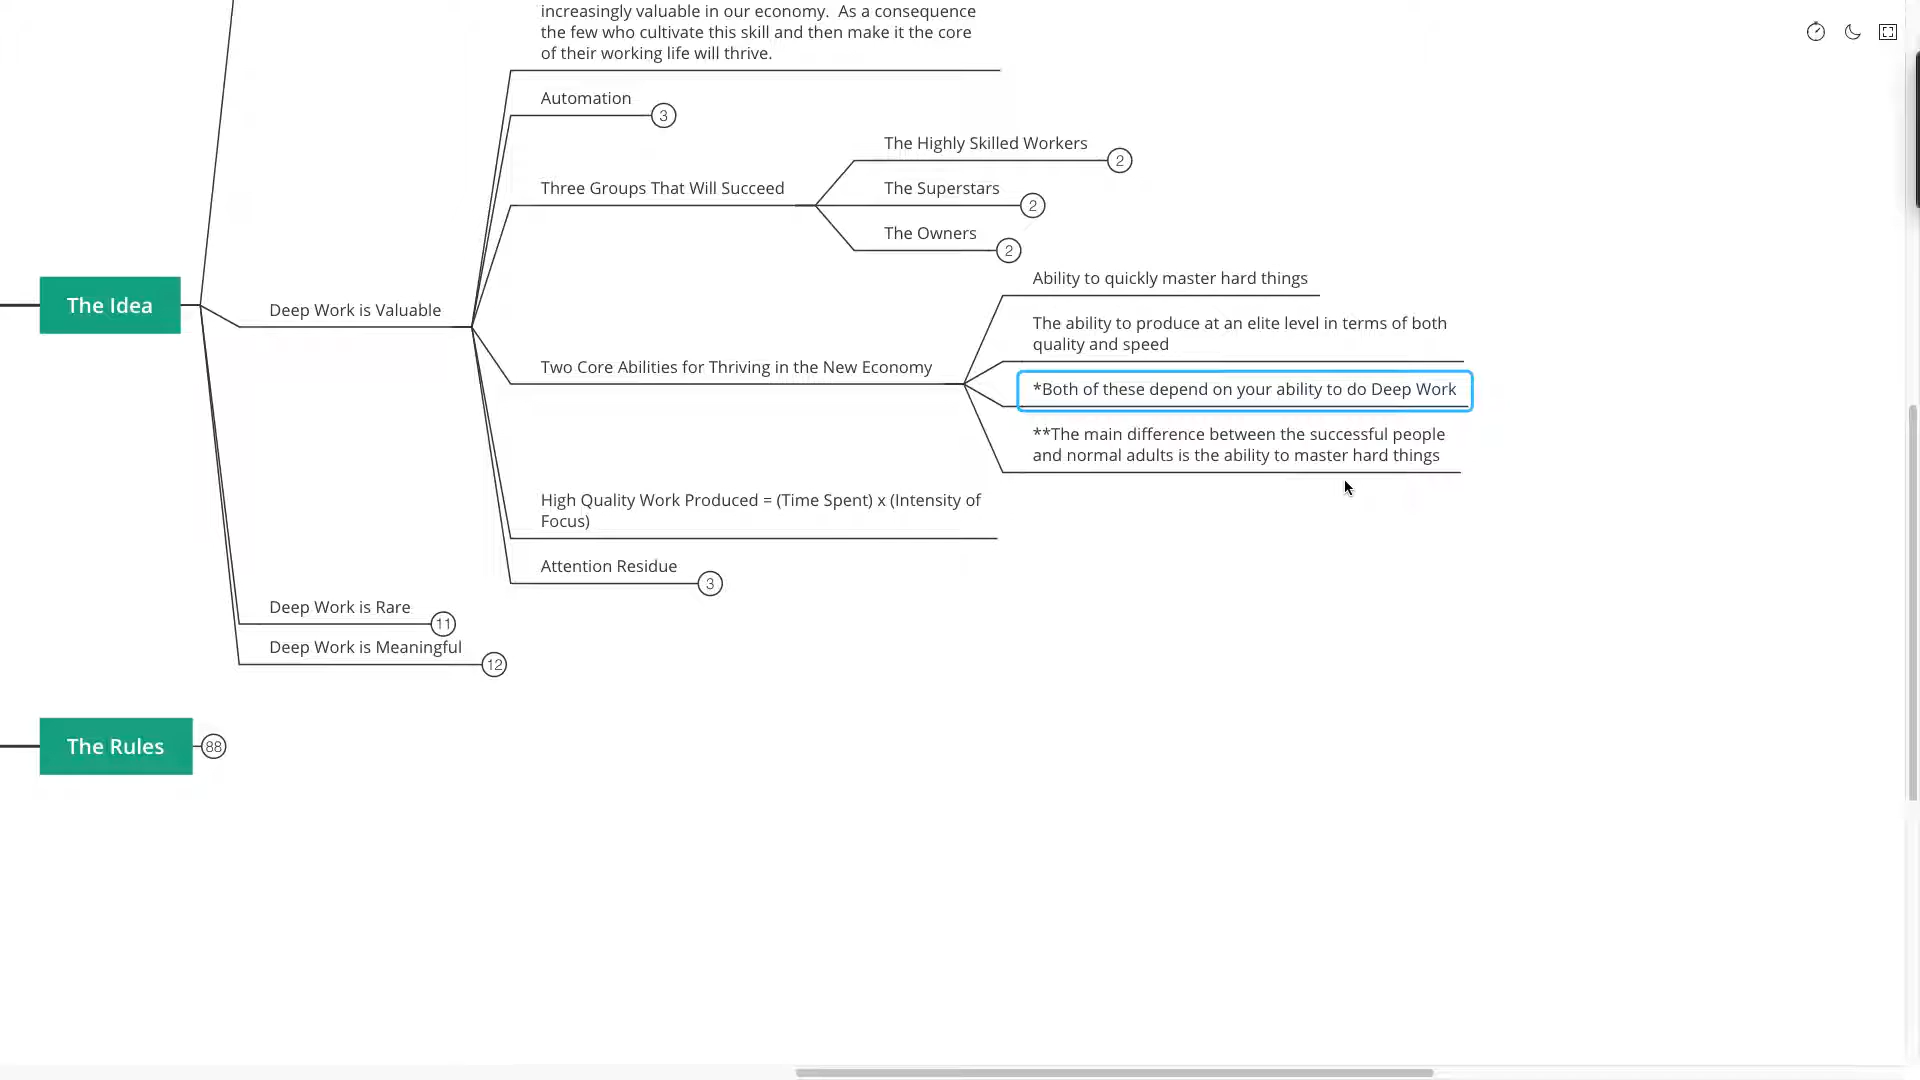 increasingly valuable in our economy.  As a consequence
the few who cultivate this skill and then make it the core
of their working life will thrive.
Automation
3
The Highly Skilled Workers
2
Three Groups That Will Succeed
The Superstars
2
The Owners
2
Ability to quickly master hard things
The Idea
Deep Work is Valuable
The ability to produce at an elite level in terms of both
quality and speed
Two Core Abilities for Thriving in the New Economy
*Both of these depend on your ability to do Deep Work
**The main difference between the successful people
and normal adults is the ability to master hard things
High Quality Work Produced = (Time Spent) x (Intensity of
Focus)
Attention Residue
3
Deep Work is Rare
11
Deep Work is Meaningful
12
The Rules
88